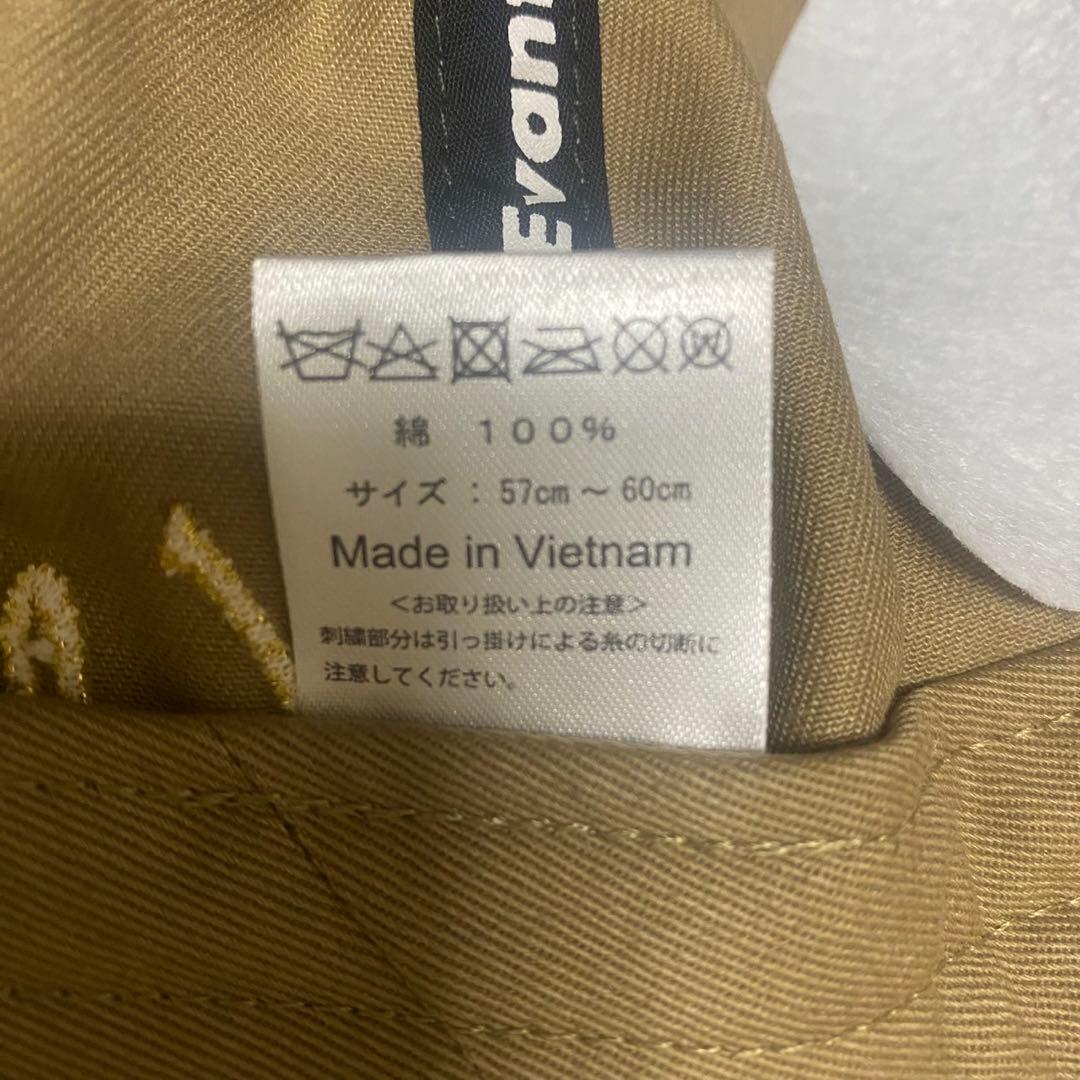 Evan
綿 100%
サイズ : 57cm ~ 60cm
Made in Vietnam
<お取り扱い上の注意>
刺繍部分は引っ掛けによる糸の切断に
注意してください。
W
A